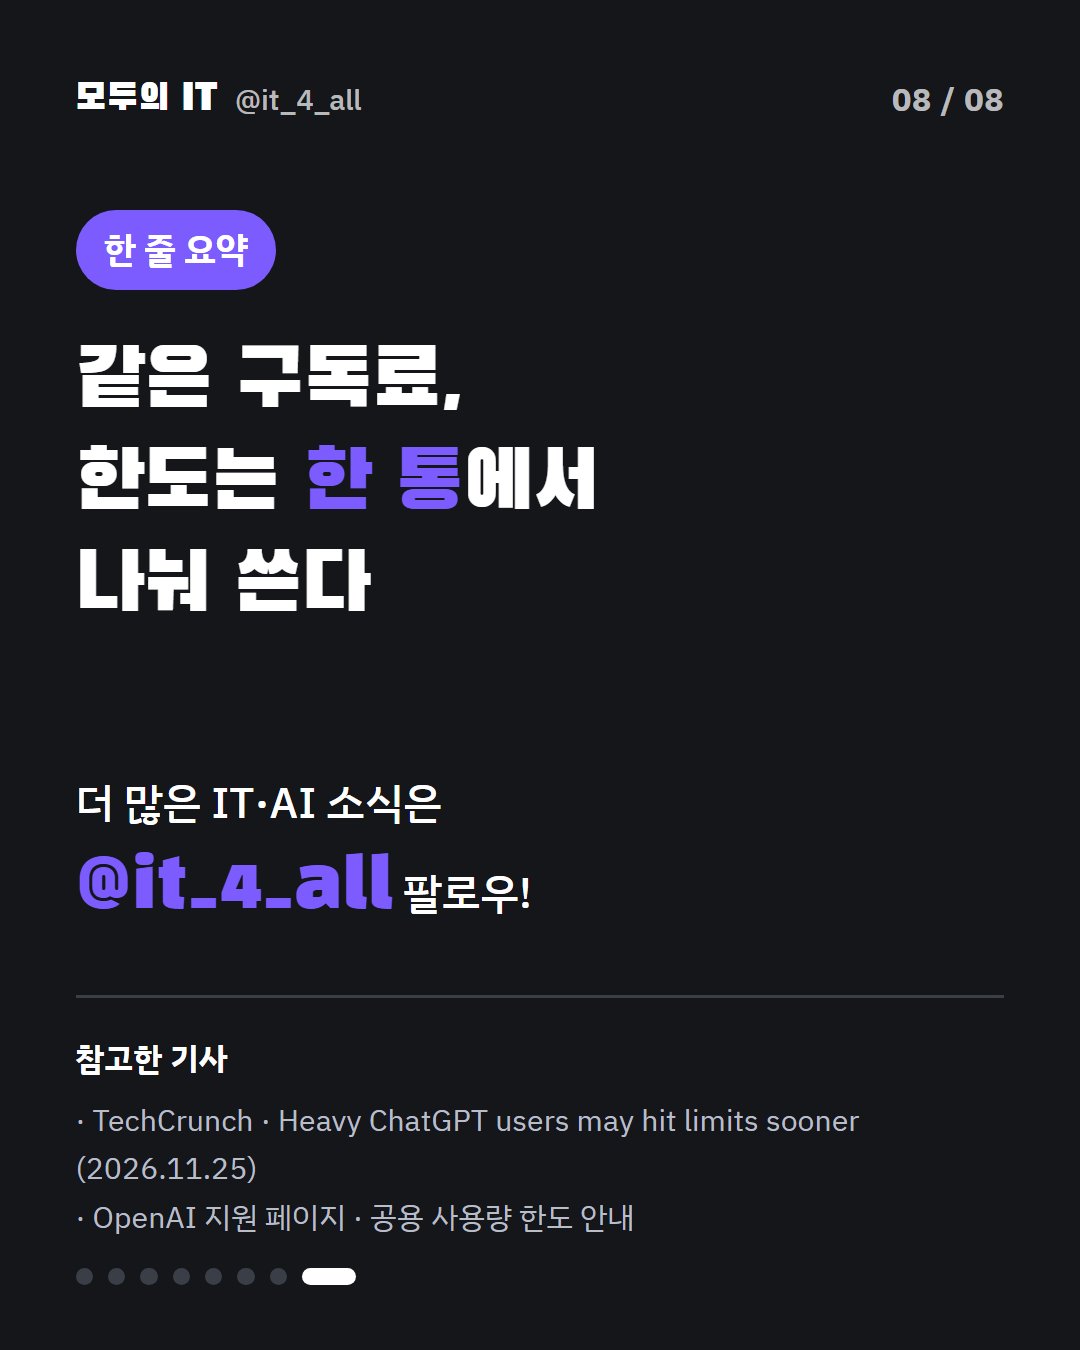 모두의 IT @it_4_all
08 / 08
한 줄 요약
같은 구독료,
한도는 한 통에서
나눠 쓴다
더 많은 IT·AI 소식은
@it_4_all 팔로우!
참고한 기사
· TechCrunch · Heavy ChatGPT users may hit limits sooner
(2026.11.25)
· OpenAI 지원 페이지 · 공용 사용량 한도 안내